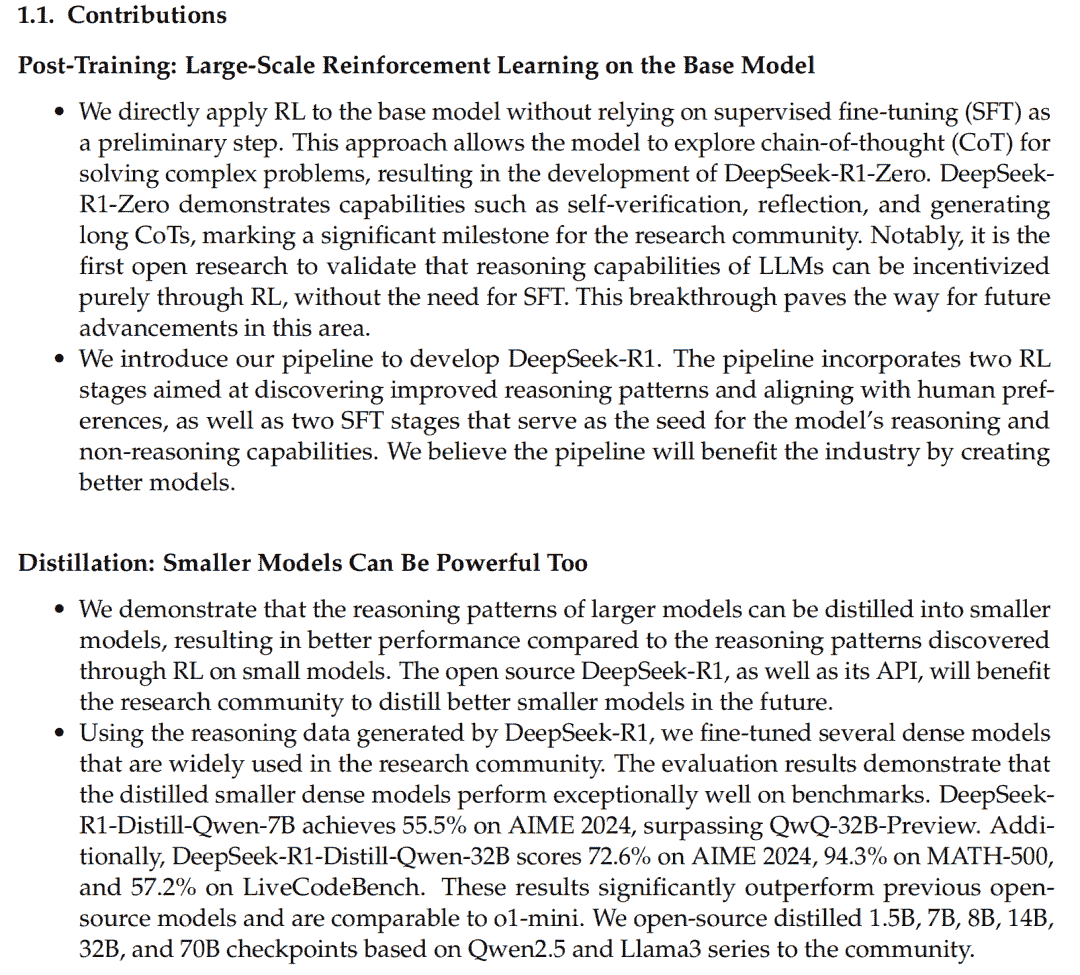 1.1. Contributions
Post-Training: Large-Scale Reinforcement Learning on the Base Model
• We directly apply RL to the base model without relying on supervised fine-tuning (SFT) as
a preliminary step. This approach allows the model to explore chain-of-thought (CoT) for
solving complex problems, resulting in the development of DeepSeek-R1-Zero. DeepSeek-
R1-Zero demonstrates capabilities such as self-verification, reflection, and generating
long CoTs, marking a significant milestone for the research community. Notably, it is the
first open research to validate that reasoning capabilities of LLMs can be incentivized
purely through RL, without the need for SFT. This breakthrough paves the way for future
advancements in this area.
• We introduce our pipeline to develop DeepSeek-R1. The pipeline incorporates two RL
stages aimed at discovering improved reasoning patterns and aligning with human pref-
erences, as well as two SFT stages that serve as the seed for the model's reasoning and
non-reasoning capabilities. We believe the pipeline will benefit the industry by creating
better models.
Distillation: Smaller Models Can Be Powerful Too
• We demonstrate that the reasoning patterns of larger models can be distilled into smaller
models, resulting in better performance compared to the reasoning patterns discovered
through RL on small models. The open source DeepSeek-R1, as well as its API, will benefit
the research community to distill better smaller models in the future.
• Using the reasoning data generated by DeepSeek-R1, we fine-tuned several dense models
that are widely used in the research community. The evaluation results demonstrate that
the distilled smaller dense models perform exceptionally well on benchmarks. DeepSeek-
R1-Distill-Qwen-7B achieves 55.5% on AIME 2024, surpassing QwQ-32B-Preview. Addi-
tionally, DeepSeek-R1-Distill-Qwen-32B scores 72.6% on AIME 2024, 94.3% on MATH-500,
and 57.2% on LiveCodeBench. These results significantly outperform previous open-
source models and are comparable to o1-mini. We open-source distilled 1.5B, 7B, 8B, 14B,
32B, and 70B checkpoints based on Qwen2.5 and Llama3 series to the community.